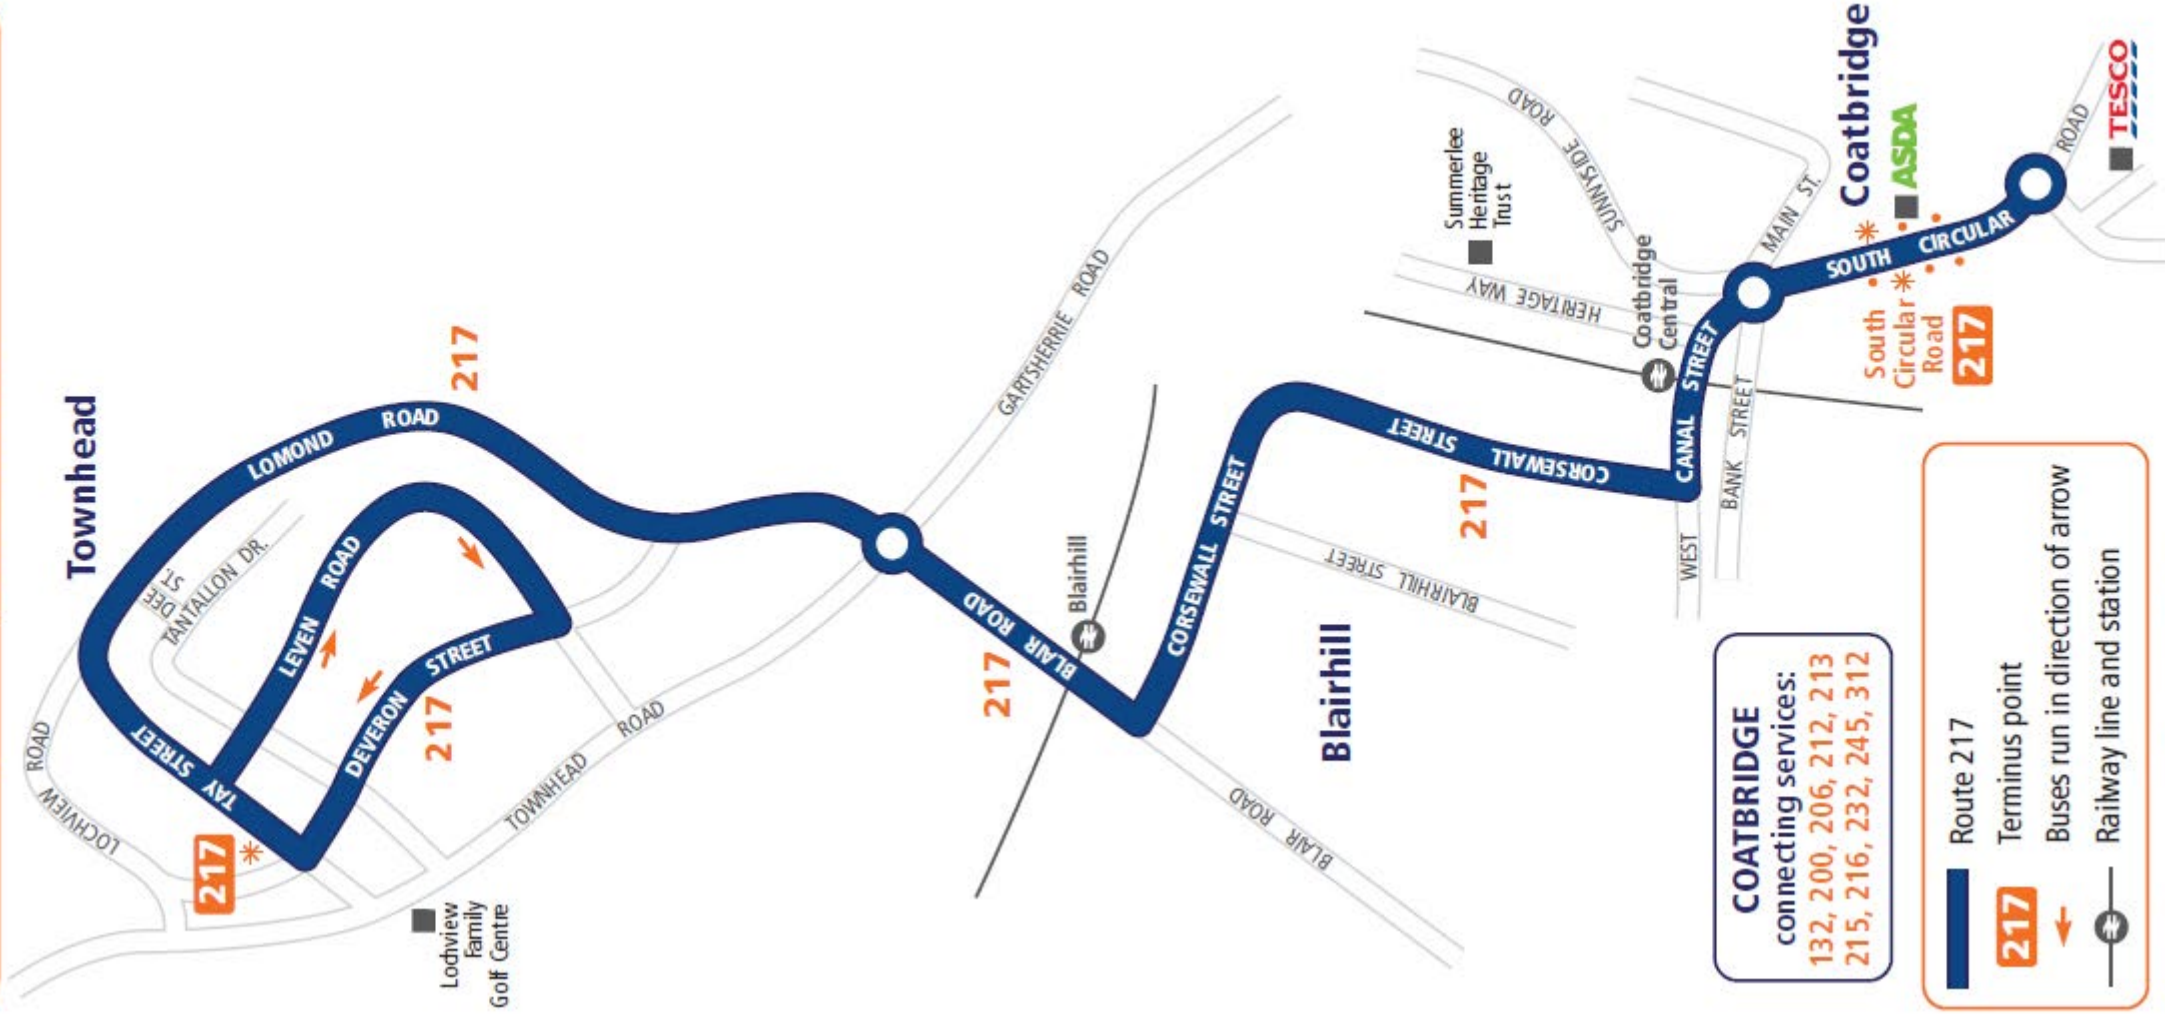 Townhead
LOMOND ROAD
217
DEE
ST.
TANTALLON DR.
LEVEN ROAD
DEVERON STREET
217
TAY STREET
217
LOCHVIEW ROAD
TOWNHEAD ROAD
Lochview
Family
Golf Centre
GARTSHERRIE ROAD
BLAIR ROAD
217
Blairhill
CORSEWALL STREET
BLAIR ROAD
Blairhill
BLAIRHILL STREET
CORSEWALL STREET
217
Summerlee
Heritage
Trust
HERITAGE WAY
SUNNYSIDE ROAD
Coatbridge
Central
WEST CANAL STREET
BANK STREET
MAIN ST.
Coatbridge
ASDA
SOUTH CIRCULAR ROAD
TESCO
South
Circular
Road
217
COATBRIDGE
connecting services:
132, 200, 206, 212, 213
215, 216, 232, 245, 312
Route 217
217 Terminus point
Buses run in direction of arrow
Railway line and station